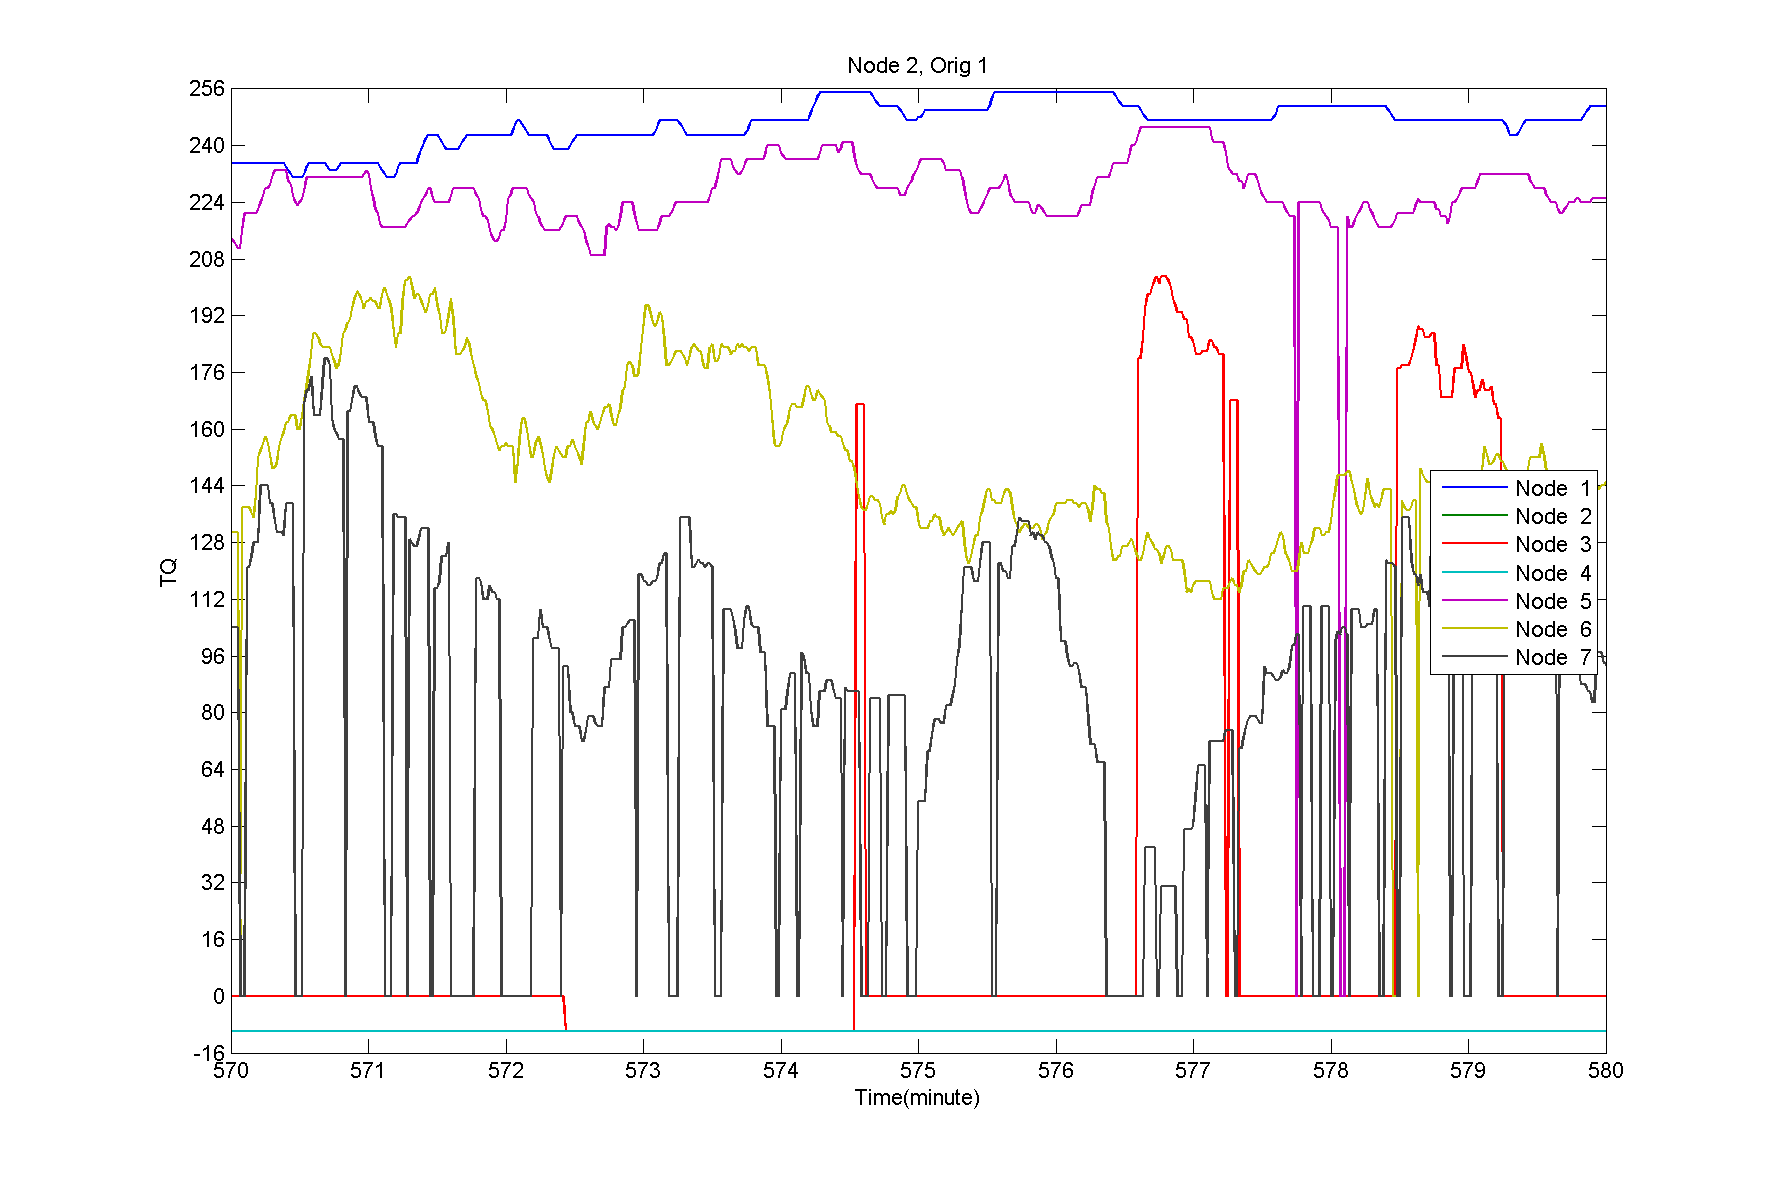 Node 2, Orig 1
256
240
224
208
192
176
160
144
128
112
96
80
64
48
32
16
0
-16
TQ
Node 1
Node 2
Node 3
Node 4
Node 5
Node 6
Node 7
570 571 572 573 574 575 576 577 578 579 580
Time(minute)